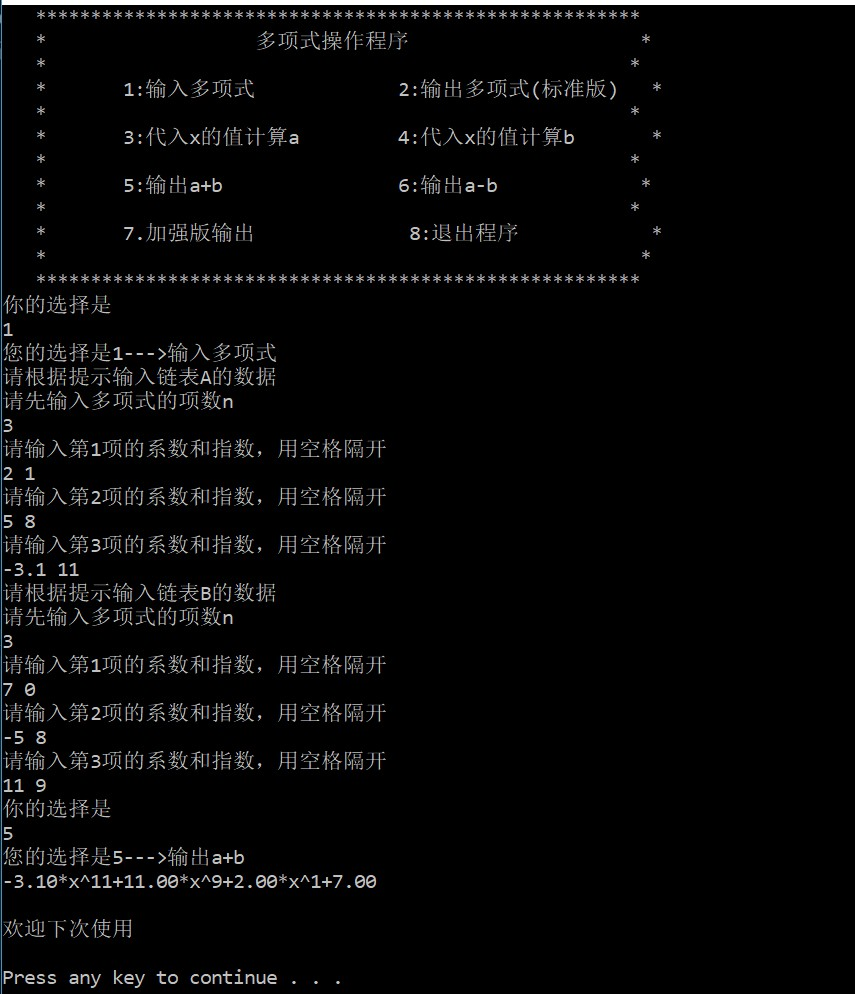 *******************************************************
* 多项式操作程序 *
* *
* 1:输入多项式 2:输出多项式(标准版) *
* *
* 3:代入x的值计算a 4:代入x的值计算b *
* *
* 5:输出a+b 6:输出a-b *
* *
* 7.加强版输出 8:退出程序 *
* *
*******************************************************
你的选择是
1
您的选择是1--->输入多项式
请根据提示输入链表A的数据
请先输入多项式的项数n
3
请输入第1项的系数和指数，用空格隔开
2 1
请输入第2项的系数和指数，用空格隔开
5 8
请输入第3项的系数和指数，用空格隔开
-3.1 11
请根据提示输入链表B的数据
请先输入多项式的项数n
3
请输入第1项的系数和指数，用空格隔开
7 0
请输入第2项的系数和指数，用空格隔开
-5 8
请输入第3项的系数和指数，用空格隔开
11 9
你的选择是
5
您的选择是5--->输出a+b
-3.10*x^11+11.00*x^9+2.00*x^1+7.00
欢迎下次使用
Press any key to continue . . .